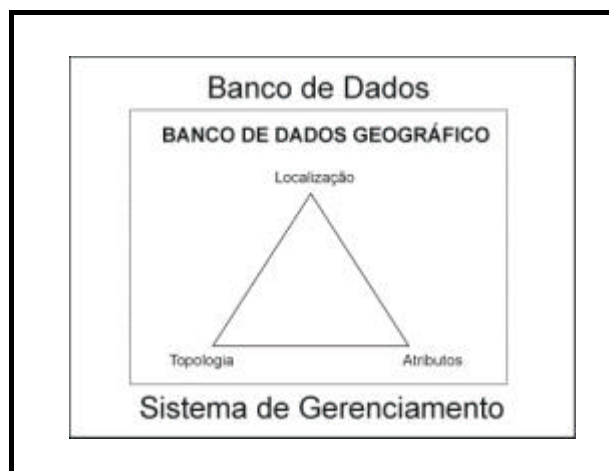 Banco de Dados
BANCO DE DADOS GEOGRÁFICO
Localização
Topologia Atributos
Sistema de Gerenciamento